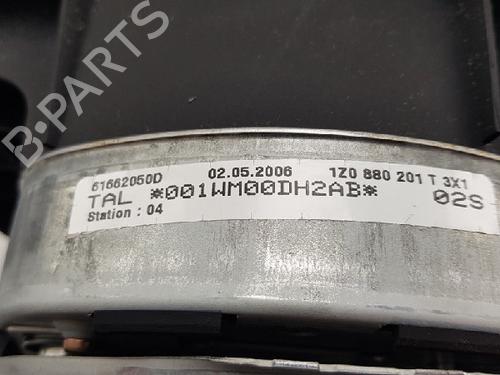 B-PARTS
61662050D 02.05.2006 1Z0 880 201 T 3X1
TAL *001WM00DH2AB* 02S
Station : 04